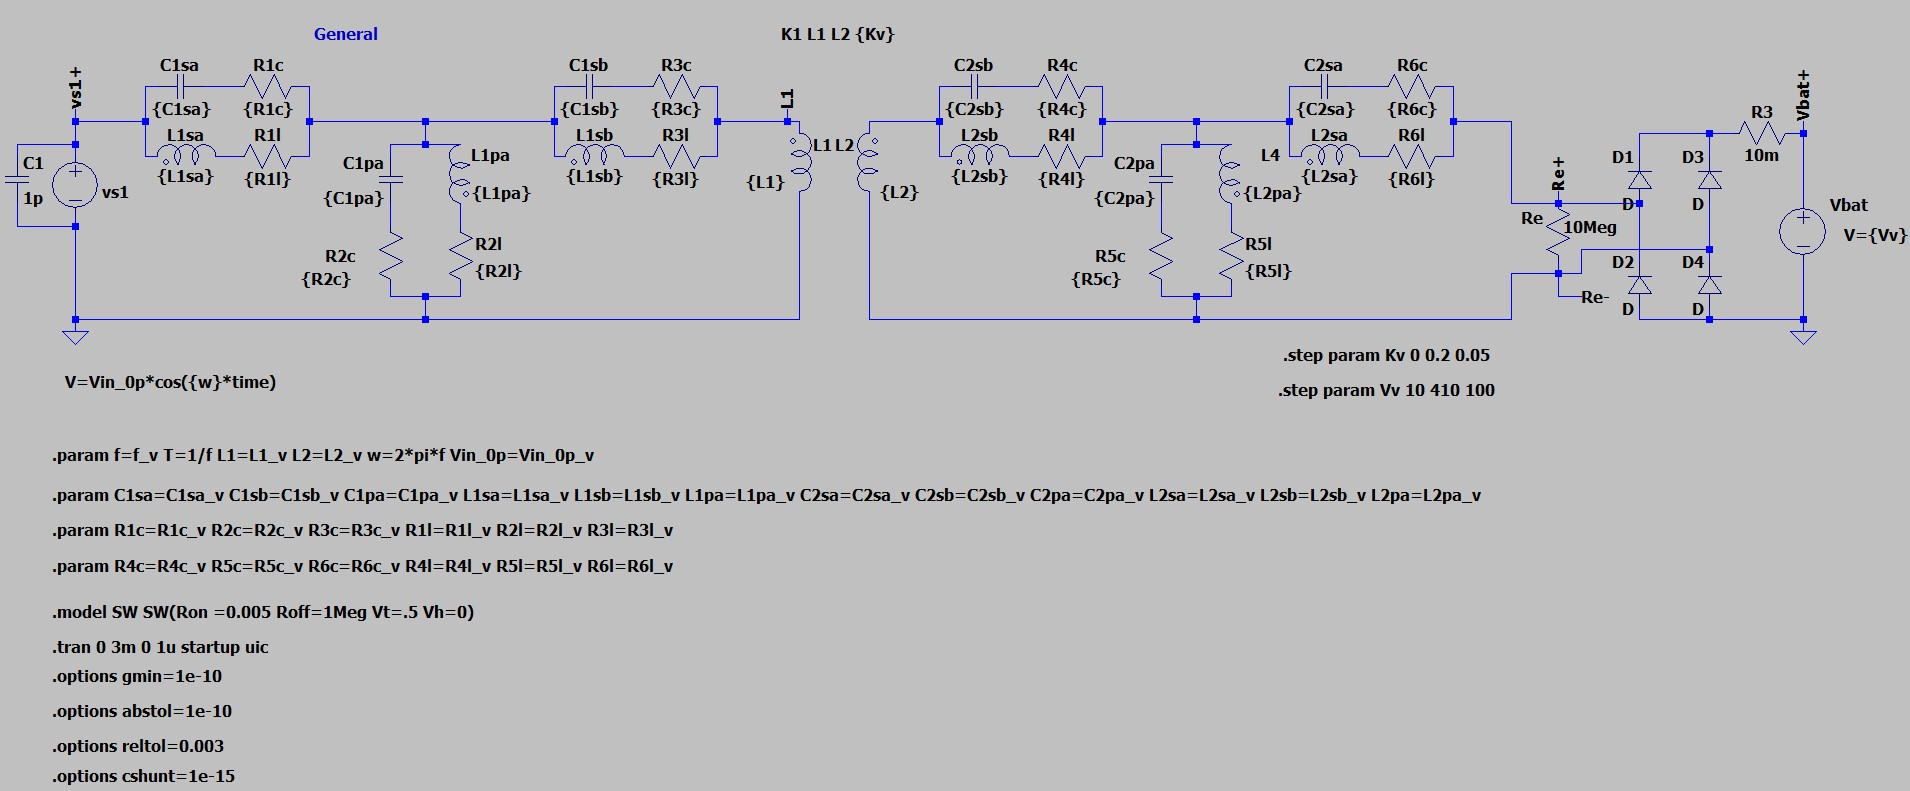 General
K1 L1 L2 {Kv}
vs1+
C1sa
R1c
{C1sa}
{R1c}
L1sa
R1l
{L1sa}
{R1l}
C1
1p
vs1
C1pa
{C1pa}
L1pa
{L1pa}
R2c
{R2c}
R2l
{R2l}
C1sb
R3c
{C1sb}
{R3c}
L1sb
R3l
{L1sb}
{R3l}
L1
L1
{L1}
L2
{L2}
C2sb
R4c
{C2sb}
{R4c}
L2sb
R4l
{L2sb}
{R4l}
C2pa
{C2pa}
L4
{L2pa}
R5c
{R5c}
R5l
{R5l}
C2sa
R6c
{C2sa}
{R6c}
L2sa
R6l
{L2sa}
{R6l}
Re+
Re
10Meg
Re-
D1
D
D3
D
D2
D
D4
D
R3
10m
Vbat+
Vbat
V={Vv}
.step param Kv 0 0.2 0.05
.step param Vv 10 410 100
V=Vin_0p*cos({w}*time)
.param f=f_v T=1/f L1=L1_v L2=L2_v w=2*pi*f Vin_0p=Vin_0p_v
.param C1sa=C1sa_v C1sb=C1sb_v C1pa=C1pa_v L1sa=L1sa_v L1sb=L1sb_v L1pa=L1pa_v C2sa=C2sa_v C2sb=C2sb_v C2pa=C2pa_v L2sa=L2sa_v L2sb=L2sb_v L2pa=L2pa_v
.param R1c=R1c_v R2c=R2c_v R3c=R3c_v R1l=R1l_v R2l=R2l_v R3l=R3l_v
.param R4c=R4c_v R5c=R5c_v R6c=R6c_v R4l=R4l_v R5l=R5l_v R6l=R6l_v
.model SW SW(Ron =0.005 Roff=1Meg Vt=.5 Vh=0)
.tran 0 3m 0 1u startup uic
.options gmin=1e-10
.options abstol=1e-10
.options reltol=0.003
.options cshunt=1e-15